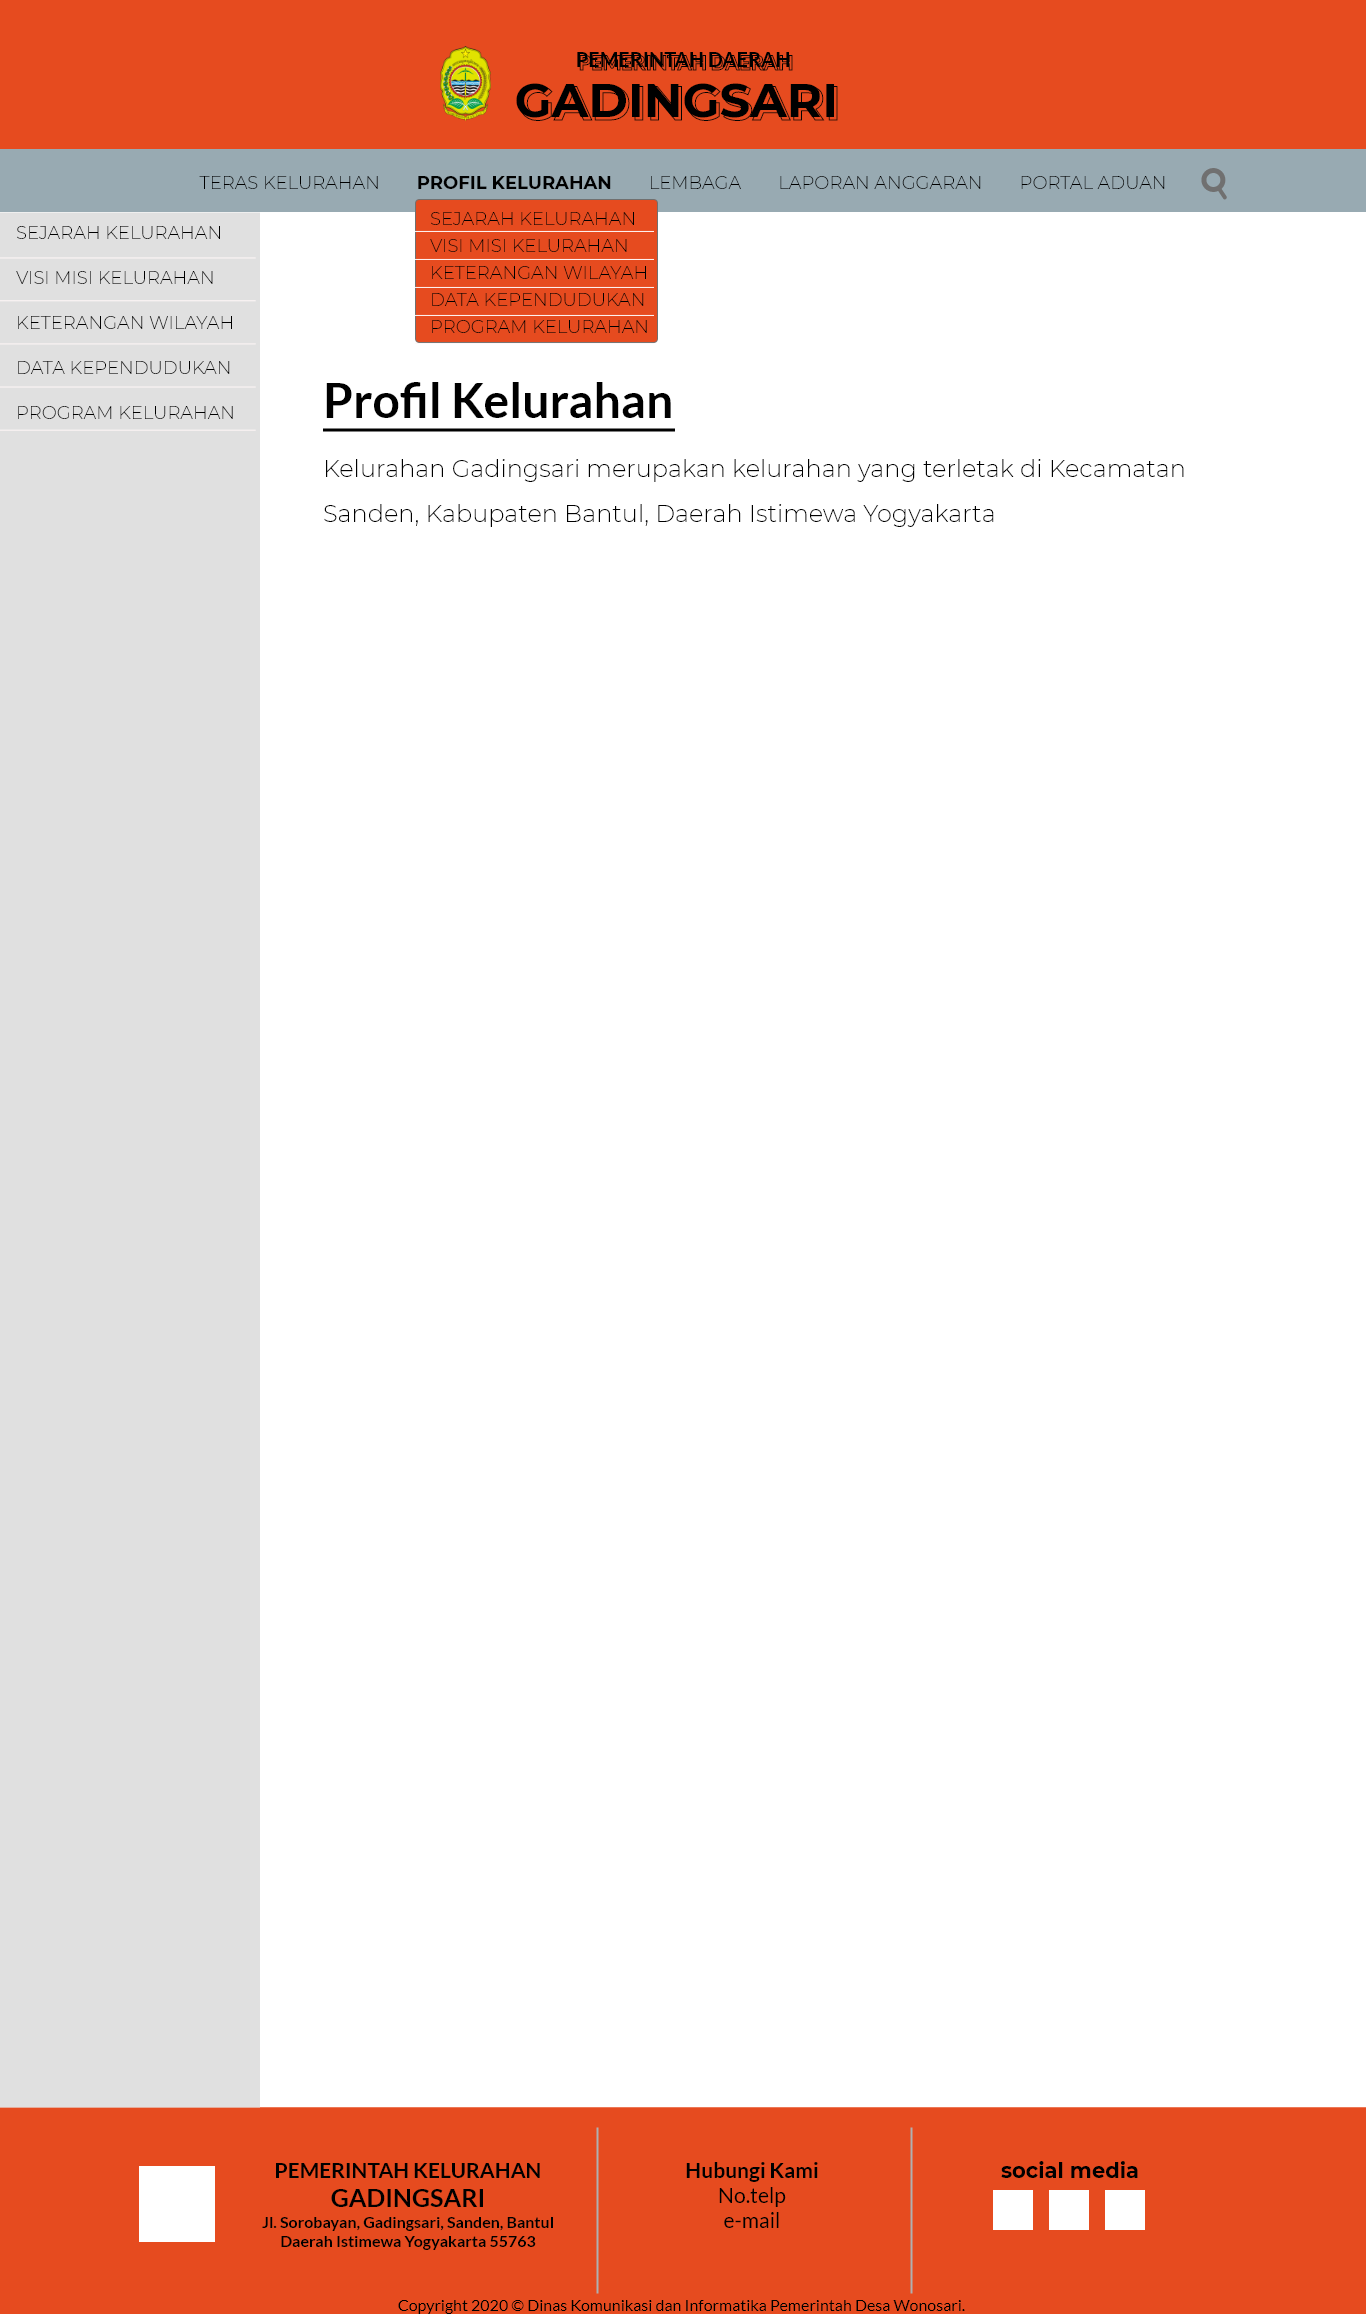 PEMERINTAH DAERAH
GADINGSARI
TERAS KELURAHAN PROFIL KELURAHAN LEMBAGA LAPORAN ANGGARAN PORTAL ADUAN
SEJARAH KELURAHAN
VISI MISI KELURAHAN
KETERANGAN WILAYAH
DATA KEPENDUDUKAN
PROGRAM KELURAHAN
SEJARAH KELURAHAN
VISI MISI KELURAHAN
KETERANGAN WILAYAH
DATA KEPENDUDUKAN
PROGRAM KELURAHAN
Profil Kelurahan
Kelurahan Gadingsari merupakan kelurahan yang terletak di Kecamatan
Sanden, Kabupaten Bantul, Daerah Istimewa Yogyakarta
PEMERINTAH KELURAHAN
GADINGSARI
Jl. Sorobayan, Gadingsari, Sanden, Bantul
Daerah Istimewa Yogyakarta 55763
Hubungi Kami
No.telp
e-mail
social media
Copyright 2020 © Dinas Komunikasi dan Informatika Pemerintah Desa Wonosari.